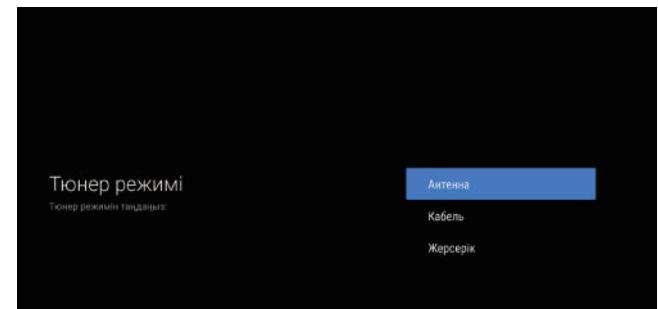 Тюнер режимі
Тюнер режимін таңдаңыз:
Антенна
Кабель
Жерсерік